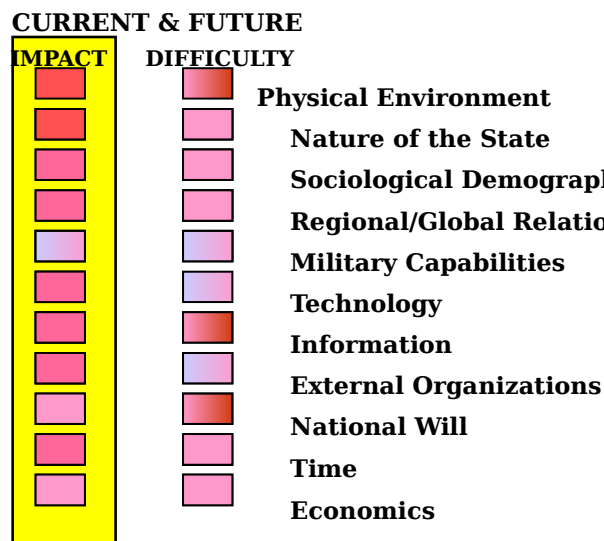 CURRENT & FUTURE
IMPACT DIFFICULTY
Physical Environment
Nature of the State
Sociological Demograp
Regional/Global Relatio
Military Capabilities
Technology
Information
External Organizations
National Will
Time
Economics